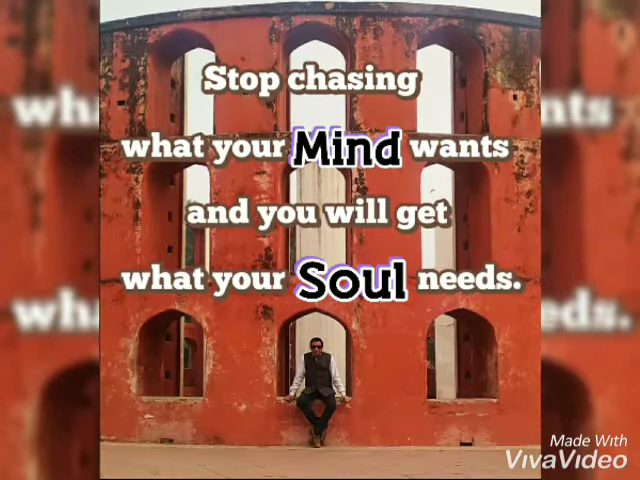 Stop chasing
what your Mind wants
and you will get
what your Soul needs.
Made With
VivaVideo